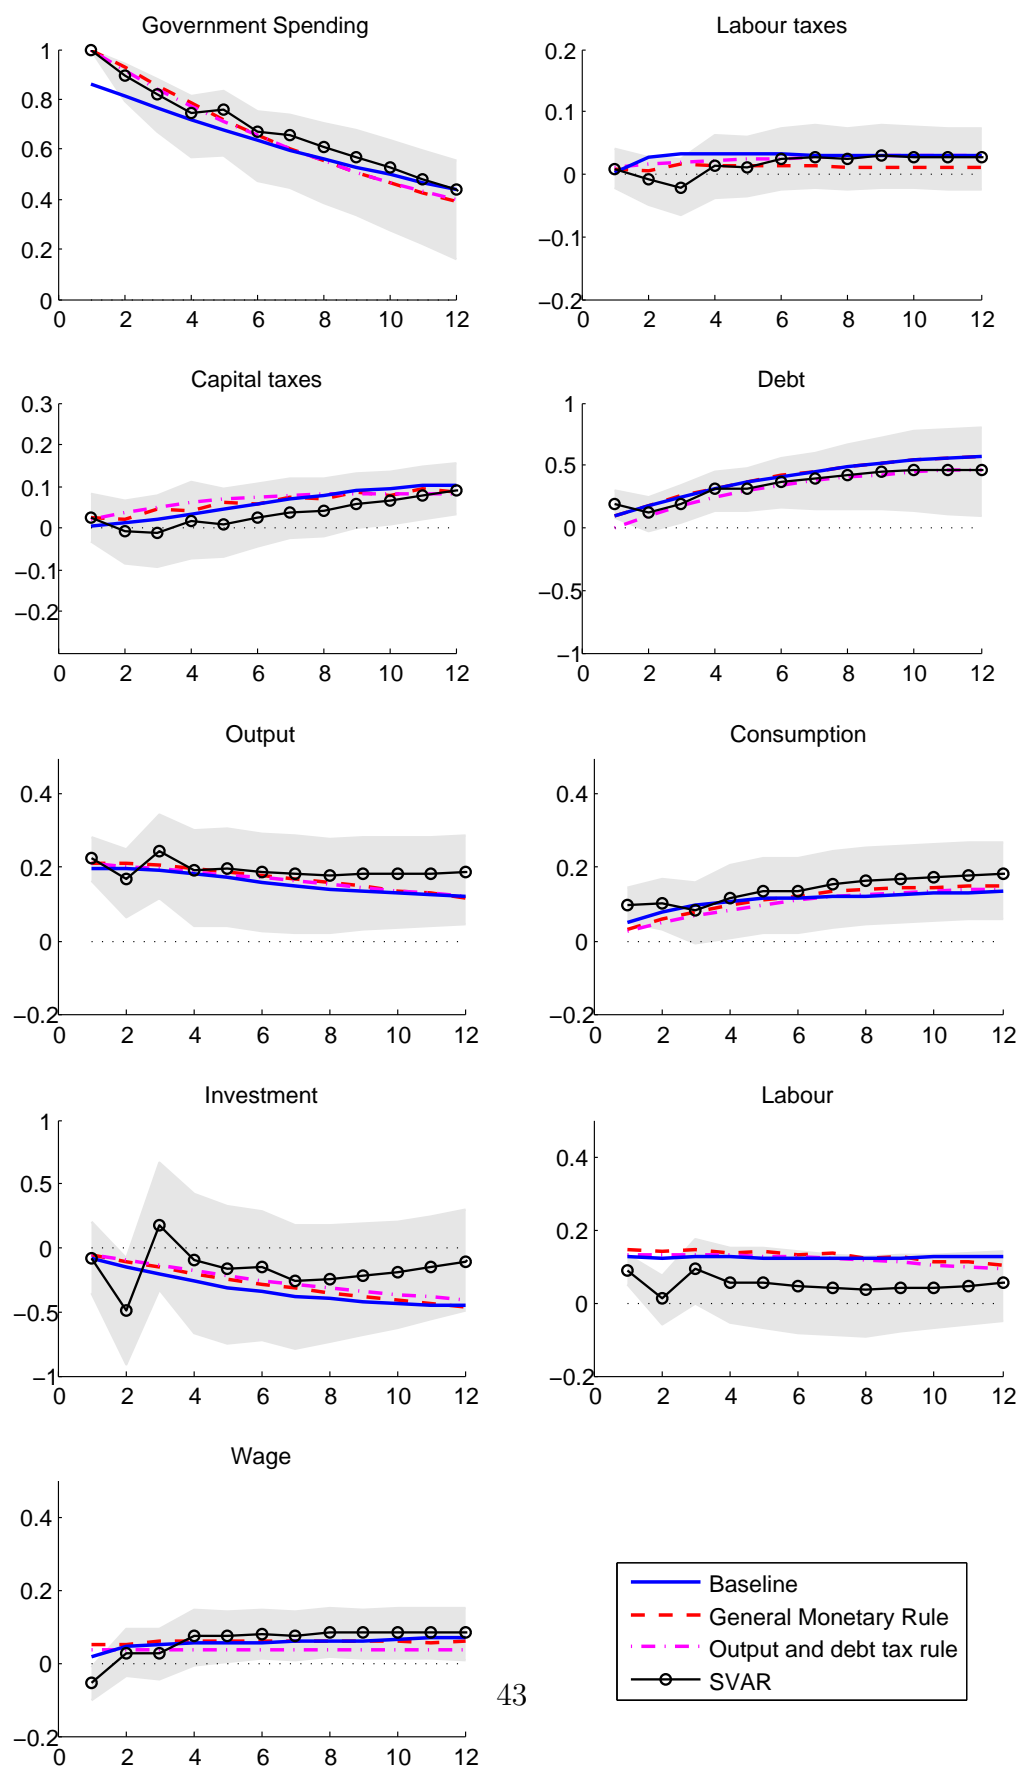 Government Spending
1
0.8
0.6
0.4
0.2
0
0 2 4 6 8 10 12
Labour taxes
0.2
0.1
0
−0.1
−0.2
0 2 4 6 8 10 12
Capital taxes
0.3
0.2
0.1
0
−0.1
−0.2
0 2 4 6 8 10 12
Debt
1
0.5
0
−0.5
−1
0 2 4 6 8 10 12
Output
0.4
0.2
0
−0.2
0 2 4 6 8 10 12
Consumption
0.4
0.2
0
−0.2
0 2 4 6 8 10 12
Investment
1
0.5
0
−0.5
−1
0 2 4 6 8 10 12
Labour
0.4
0.2
0
−0.2
0 2 4 6 8 10 12
Wage
0.4
0.2
0
−0.2
0 2 4 6 8 10 12
Baseline
General Monetary Rule
Output and debt tax rule
SVAR
43